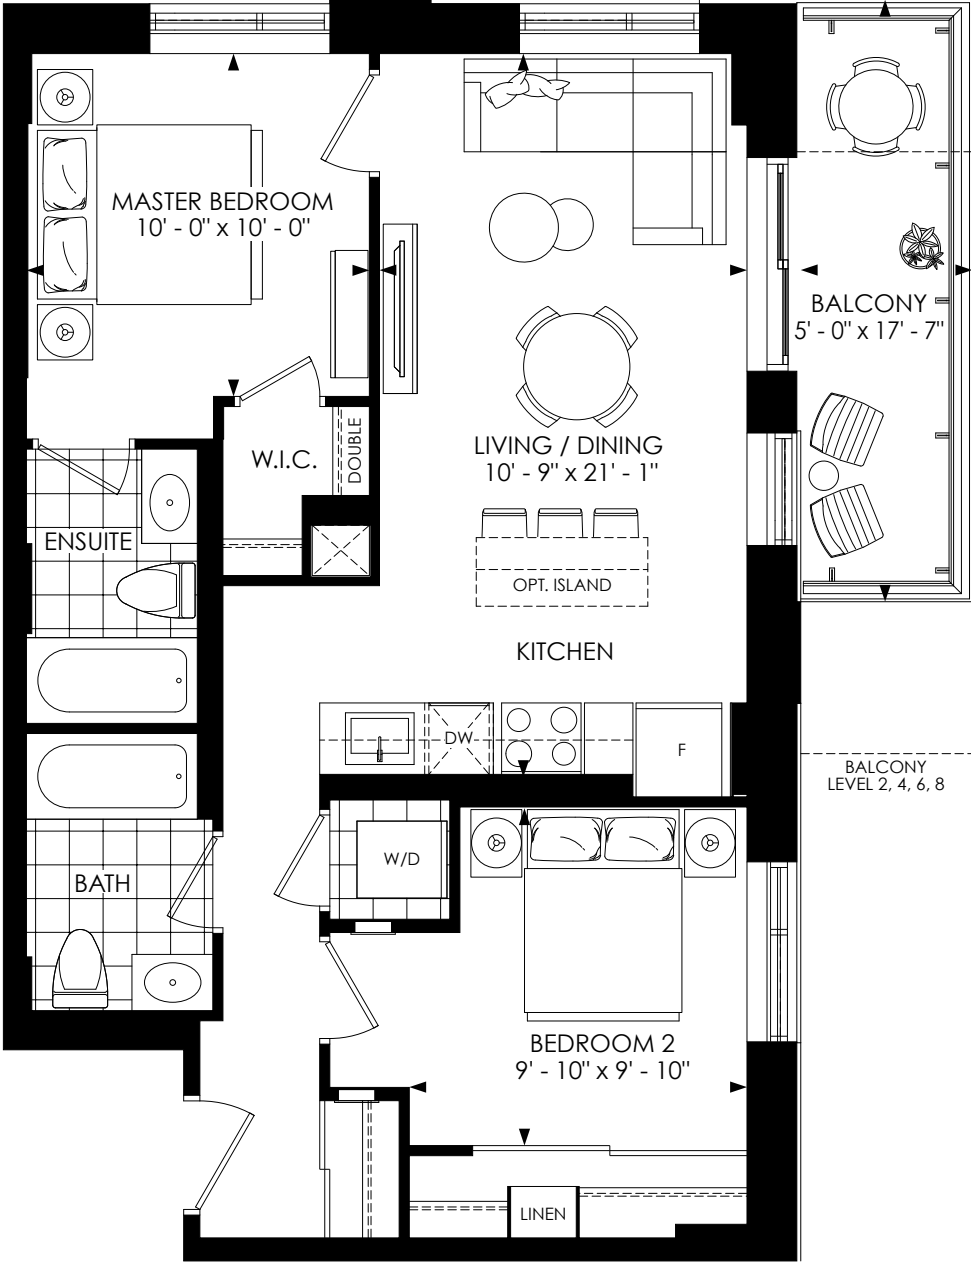 MASTER BEDROOM
10' - 0" x 10' - 0"
BALCONY
5' - 0" x 17' - 7"
LIVING / DINING
10' - 9" x 21' - 1"
W.I.C.
DOUBLE
ENSUITE
OPT. ISLAND
KITCHEN
DW
F
BALCONY
LEVEL 2, 4, 6, 8
W/D
BATH
BEDROOM 2
9' - 10" x 9' - 10"
LINEN